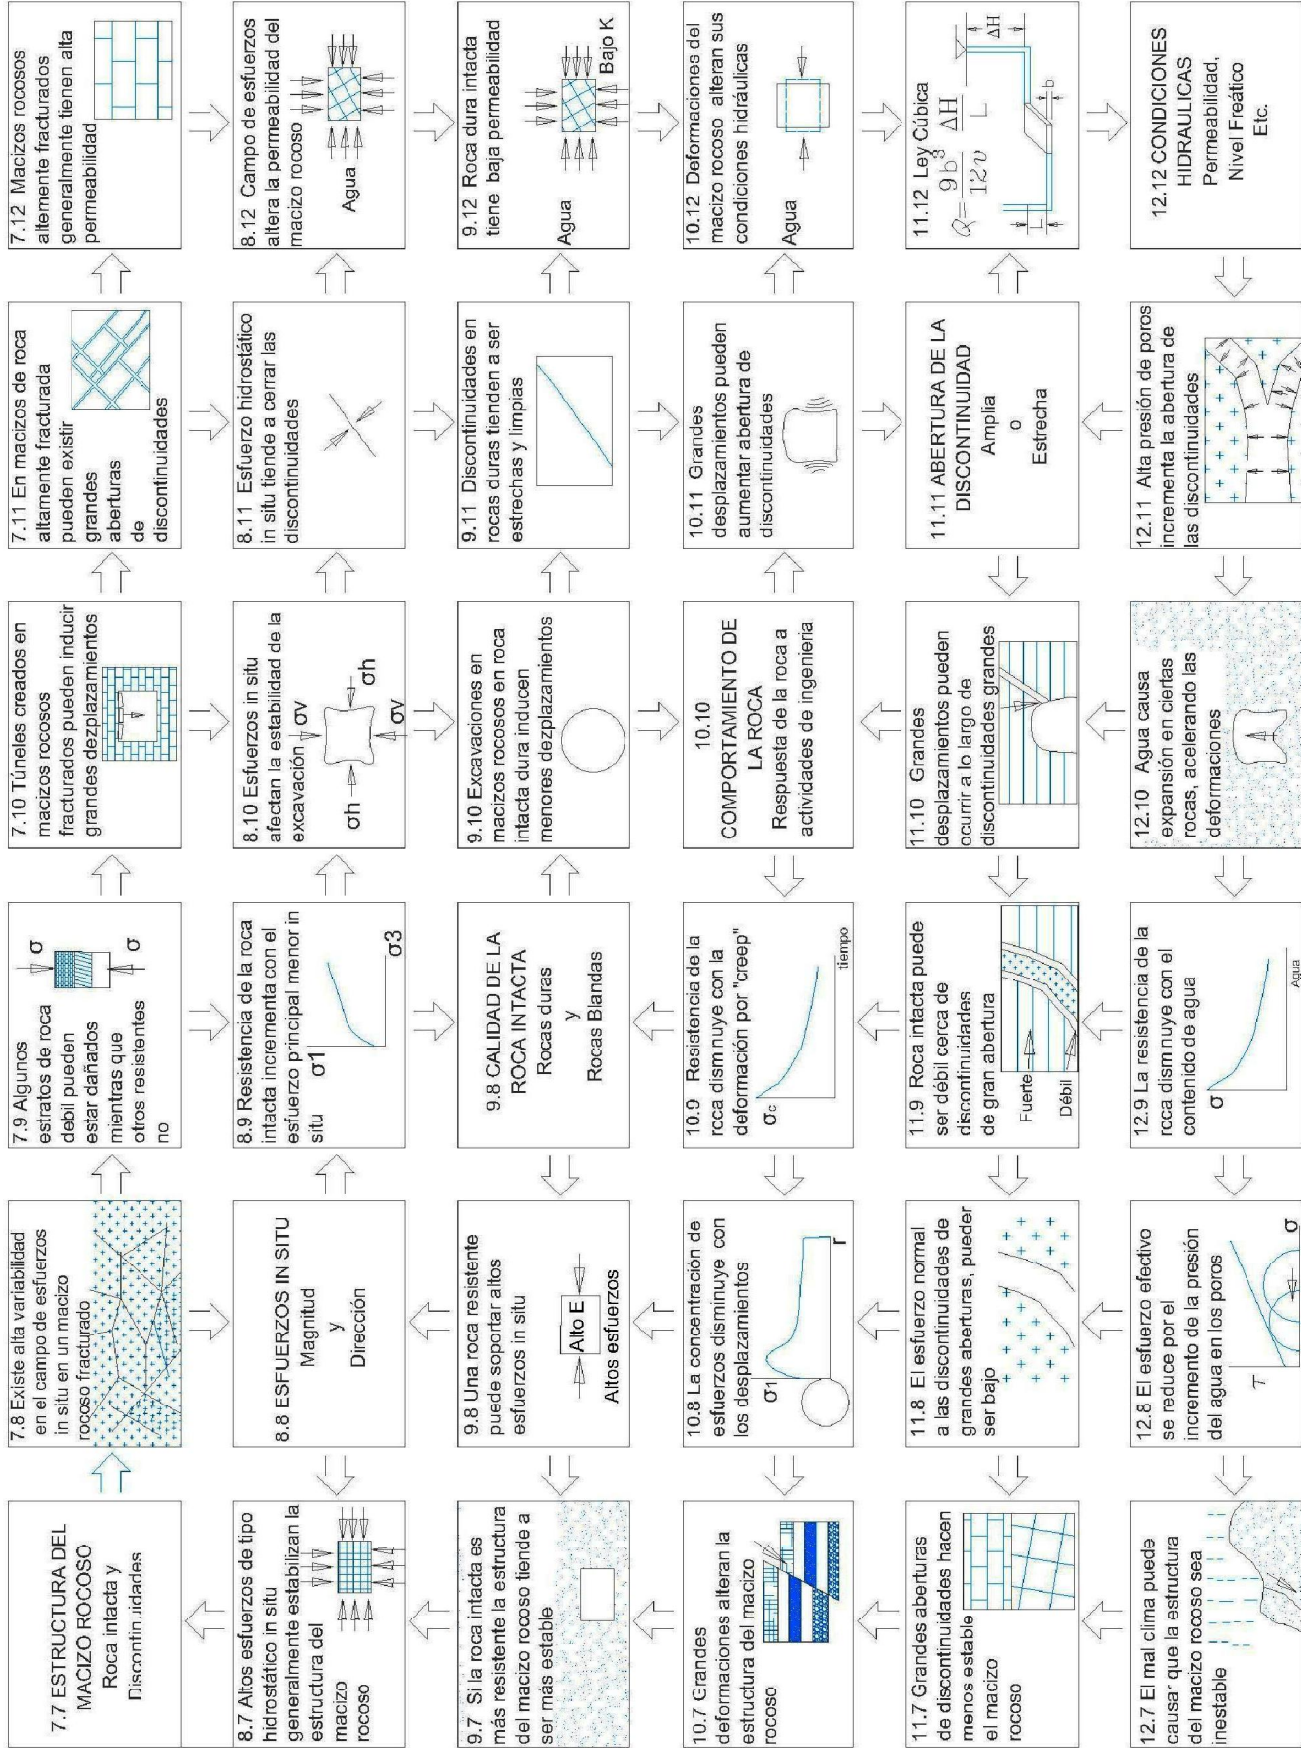 7.7 ESTRUCTURA DEL
MACIZO ROCOSO
Roca intacta y
Discontinuidades
7.8 Existe alta variabilidad
en el campo de esfuerzos
in situ en un macizo
rocoso fracturado
7.9 Algunos
estratos de roca
debil pueden
estar dañados
mientras que
otros resistentes
no
σ
σ
7.10 Túneles creados en
macizos rocosos
fracturados pueden inducir
grandes dezplazamientos
7.11 En macizos de roca
altamente fracturada
pueden existir
grandes
aberturas
de
discontinuidades
7.12 Macizos rocosos
altemente fracturados
generalmente tienen alta
permeabilidad
8.7 Altos esfuerzos de tipo
hidrostático in situ
generalmente estabilizan la
estructura del
macizo
rocoso
8.8 ESFUERZOS IN SITU
Magnitud
y
Dirección
8.9 Resistencia de la roca
intacta incrementa con el
esfuerzo principal menor in
situ
σ1
σ3
8.10 Esfuerzos in situ
afectan la estabilidad de la
excavación
σv
σh
σh
σv
8.11 Esfuerzo hidrostático
in situ tiende a cerrar las
discontinuidades
8.12 Campo de esfuerzos
altera la permeabilidad del
macizo rocoso
Agua
9.7 Si la roca intacta es
más resistente la estructura
del macizo rocoso tiende a
ser más estable
9.8 Una roca resistente
puede soportar altos
esfuerzos in situ
Alto E
Altos esfuerzos
9.8 CALIDAD DE LA
ROCA INTACTA
Rocas duras
y
Rocas Blandas
9.10 Excavaciones en
macizos rocosos en roca
intacta dura inducen
menores dezplazamientos
9.11 Discontinuidades en
rocas duras tienden a ser
estrechas y limpias
9.12 Roca dura intacta
tiene baja permeabilidad
Agua
Bajo K
10.7 Grandes
deformaciones alteran la
estructura del macizo
rocoso
10.8 La concentración de
esfuerzos disminuye con
los desplazamientos
σ1
r
10.9 Resistencia de la
roca disminuye con la
deformación por "creep"
σc
tiempo
10.10
COMPORTAMIENTO DE
LA ROCA
Respuesta de la roca a
actividades de ingenieria
10.11 Grandes
desplazamientos pueden
aumentar abertura de
discontinuidades
10.12 Deformaciones del
macizo rocoso alteran sus
condiciones hidráulicas
Agua
11.7 Grandes aberturas
de discontinuidades hacen
menos estable
el macizo
rocoso
11.8 El esfuerzo normal
a las discontinuidades de
grandes aberturas, pueder
ser bajo
11.9 Roca intacta puede
ser débil cerca de
discontinuidades
de gran abertura
Fuerte
Débil
11.10 Grandes
desplazamientos pueden
ocurrir a lo largo de
discontinuidades grandes
11.11 ABERTURA DE LA
DISCONTINUIDAD
Amplia
o
Estrecha
11.12 Ley Cúbica
Q = 9b³/12v ΔH/L
ΔH
L
b
12.7 El mal clima puede
causar que la estructura
del macizo rocoso sea
inestable
12.8 El esfuerzo efectivo
se reduce por el
incremento de la presión
del agua en los poros
τ
σ
12.9 La resistencia de la
roca disminuye con el
contenido de agua
σ
Agua
12.10 Agua causa
expansión en ciertas
rocas, acelerando las
deformaciones
12.11 Alta presión de poros
incrementa la abertura de
las discontinuidades
12.12 CONDICIONES
HIDRAULICAS
Permeabilidad,
Nivel Freático
Etc.